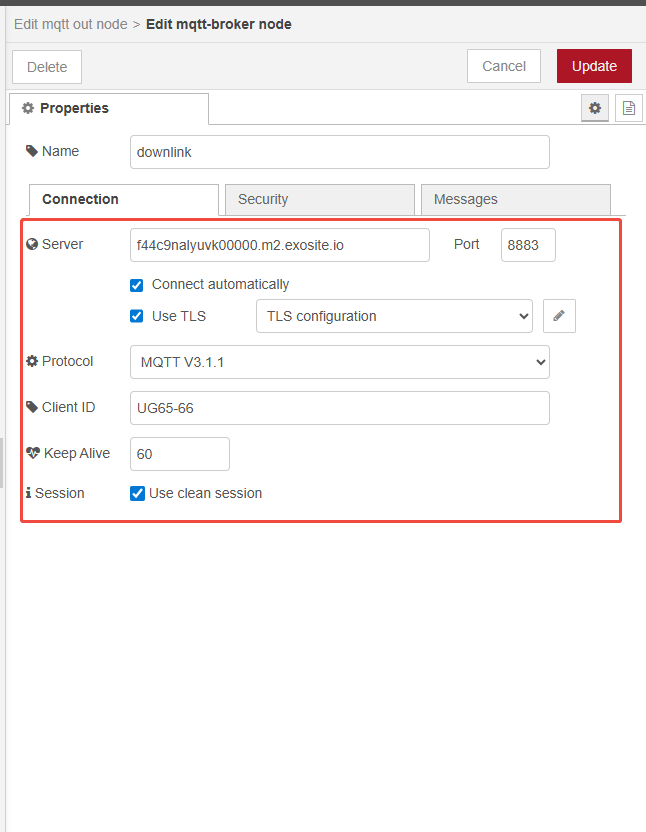 Edit mqtt out node > Edit mqtt-broker node
Delete Cancel Update
Properties
Name downlink
Connection Security Messages
Server f44c9nalyuvk00000.m2.exosite.io Port 8883
Connect automatically
Use TLS TLS configuration
Protocol MQTT V3.1.1
Client ID UG65-66
Keep Alive 60
Session Use clean session